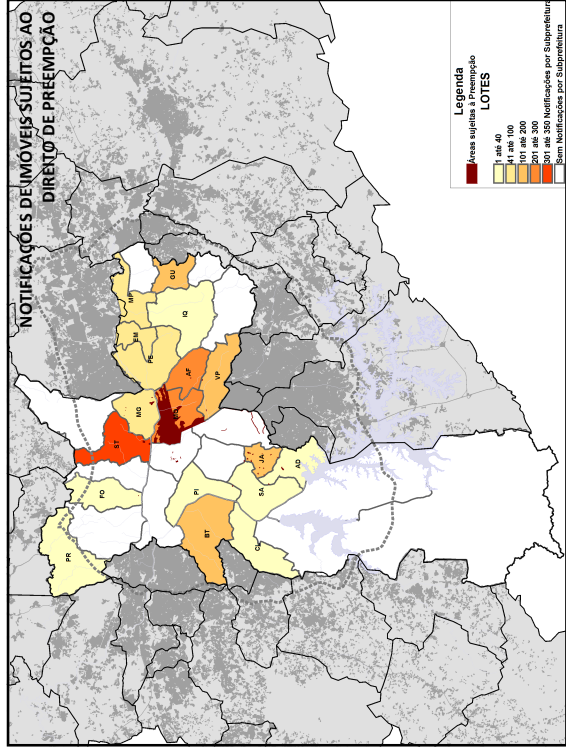 NOTIFICAÇÕES DE IMÓVEIS SUJEITOS AO
DIREITO DE PREEMPÇÃO
Legenda
Áreas sujeitas à Preempção
LOTES
1 até 40
41 até 100
101 até 200
201 até 300
301 até 350 Notificações por Subprefeitura
Sem Notificações por Subprefeitura
PR
FO
ST
MG
PE
EM
MP
GU
IQ
AF
VP
PI
BT
CL
SA
JA
AD